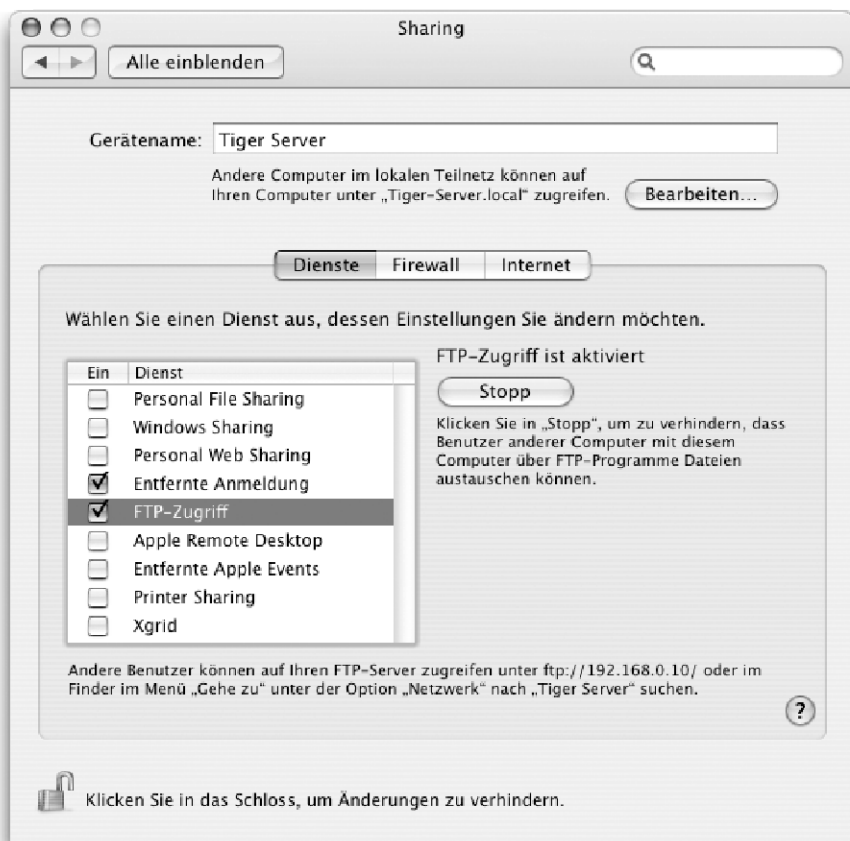 Sharing
Alle einblenden
Gerätename: Tiger Server
Andere Computer im lokalen Teilnetz können auf
Ihren Computer unter „Tiger-Server.local“ zugreifen.
Bearbeiten...
Dienste Firewall Internet
Wählen Sie einen Dienst aus, dessen Einstellungen Sie ändern möchten.
Ein Dienst
Personal File Sharing
Windows Sharing
Personal Web Sharing
Entfernte Anmeldung
FTP-Zugriff
Apple Remote Desktop
Entfernte Apple Events
Printer Sharing
Xgrid
FTP-Zugriff ist aktiviert
Stopp
Klicken Sie in „Stopp“, um zu verhindern, dass
Benutzer anderer Computer mit diesem
Computer über FTP-Programme Dateien
austauschen können.
Andere Benutzer können auf Ihren FTP-Server zugreifen unter ftp://192.168.0.10/ oder im
Finder im Menü „Gehe zu“ unter der Option „Netzwerk“ nach „Tiger Server“ suchen.
?
Klicken Sie in das Schloss, um Änderungen zu verhindern.